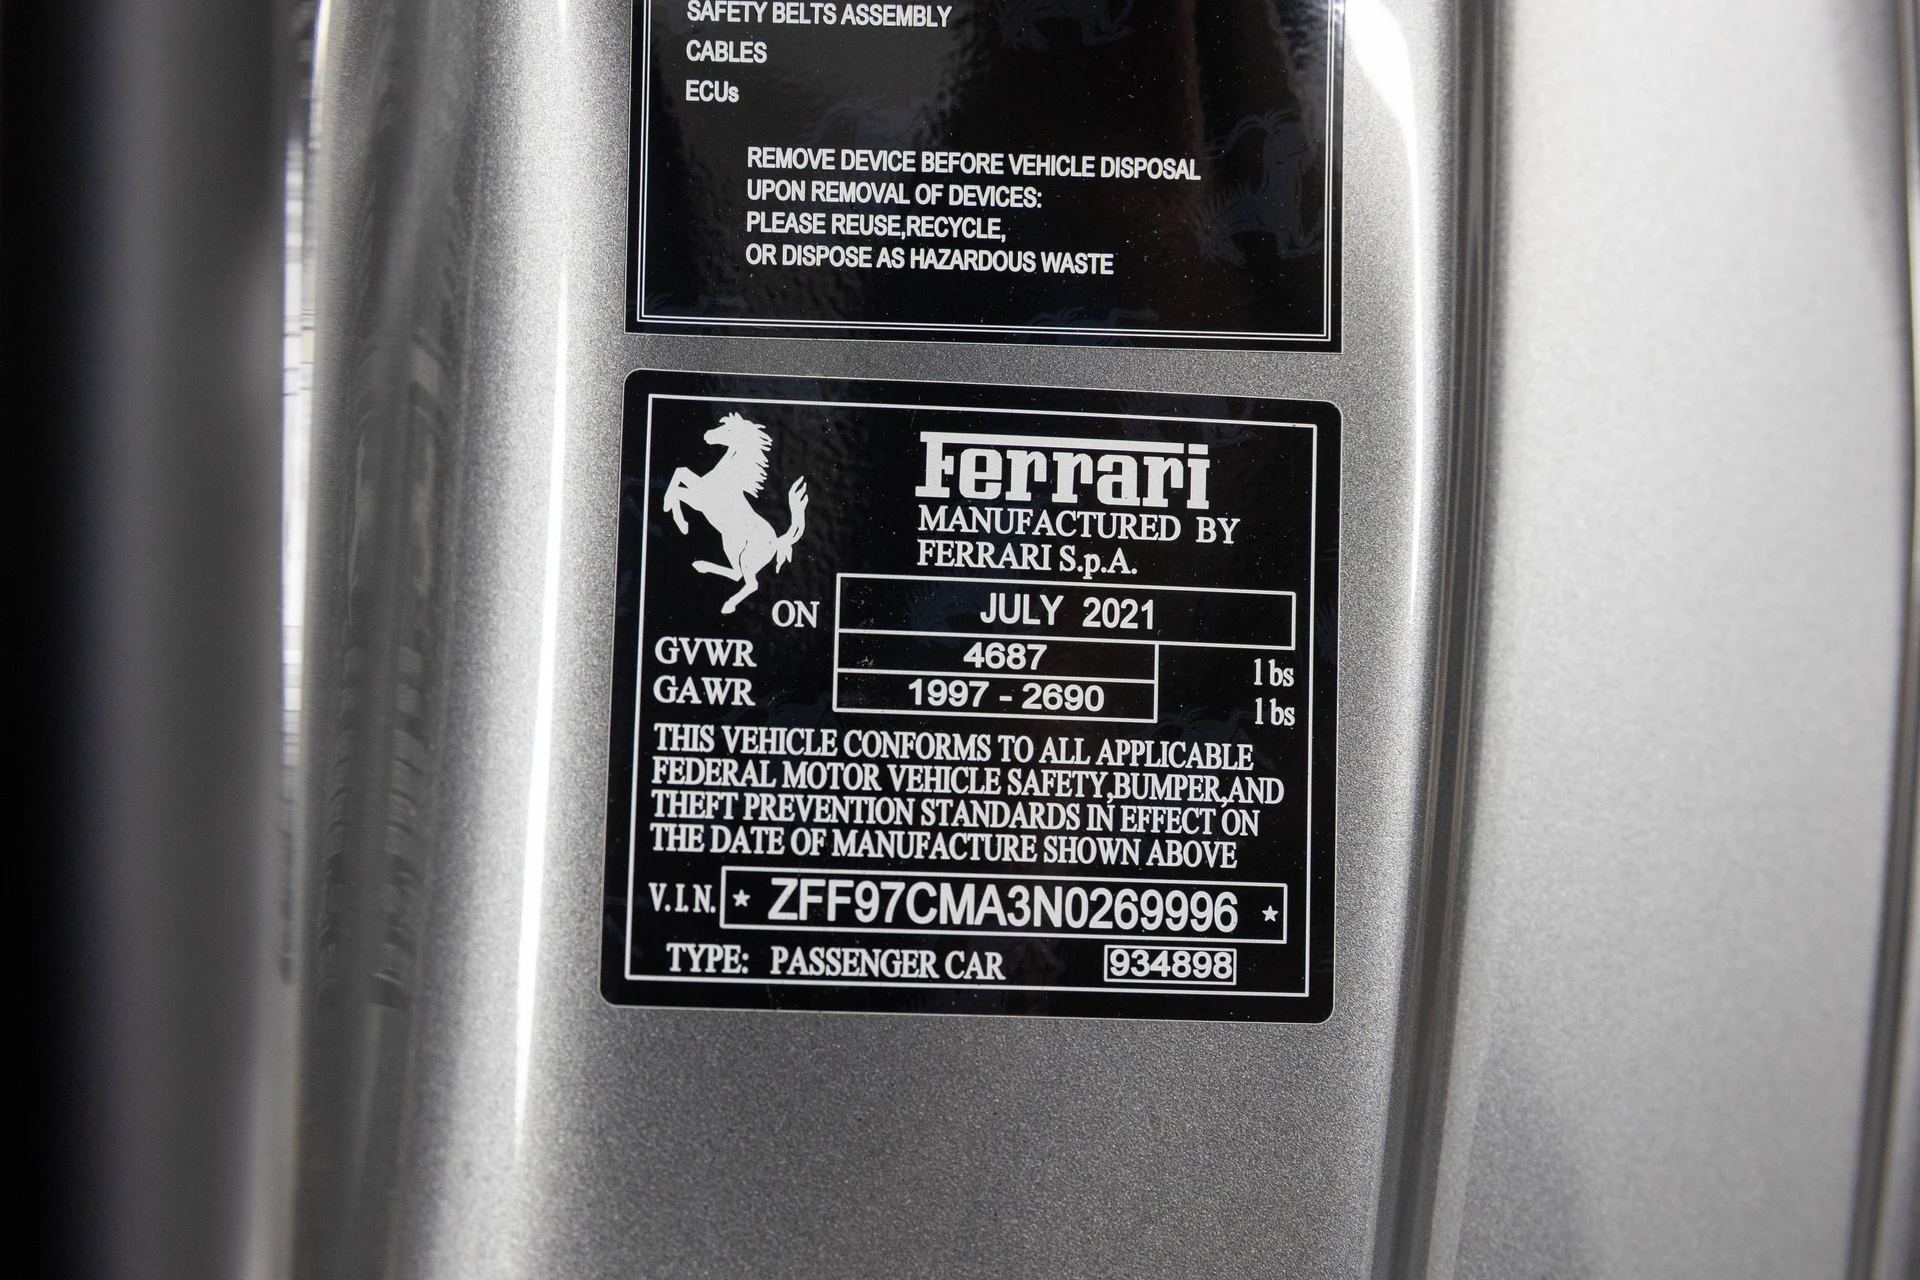 SAFETY BELTS ASSEMBLY
CABLES
ECUs
REMOVE DEVICE BEFORE VEHICLE DISPOSAL
UPON REMOVAL OF DEVICES:
PLEASE REUSE,RECYCLE,
OR DISPOSE AS HAZARDOUS WASTE
Ferrari
MANUFACTURED BY
FERRARI S.p.A.
ON JULY 2021
GVWR 4687 lbs
GAWR 1997 - 2690 lbs
THIS VEHICLE CONFORMS TO ALL APPLICABLE
FEDERAL MOTOR VEHICLE SAFETY,BUMPER,AND
THEFT PREVENTION STANDARDS IN EFFECT ON
THE DATE OF MANUFACTURE SHOWN ABOVE
V.I.N. * ZFF97CMA3N0269996 *
TYPE: PASSENGER CAR 934898